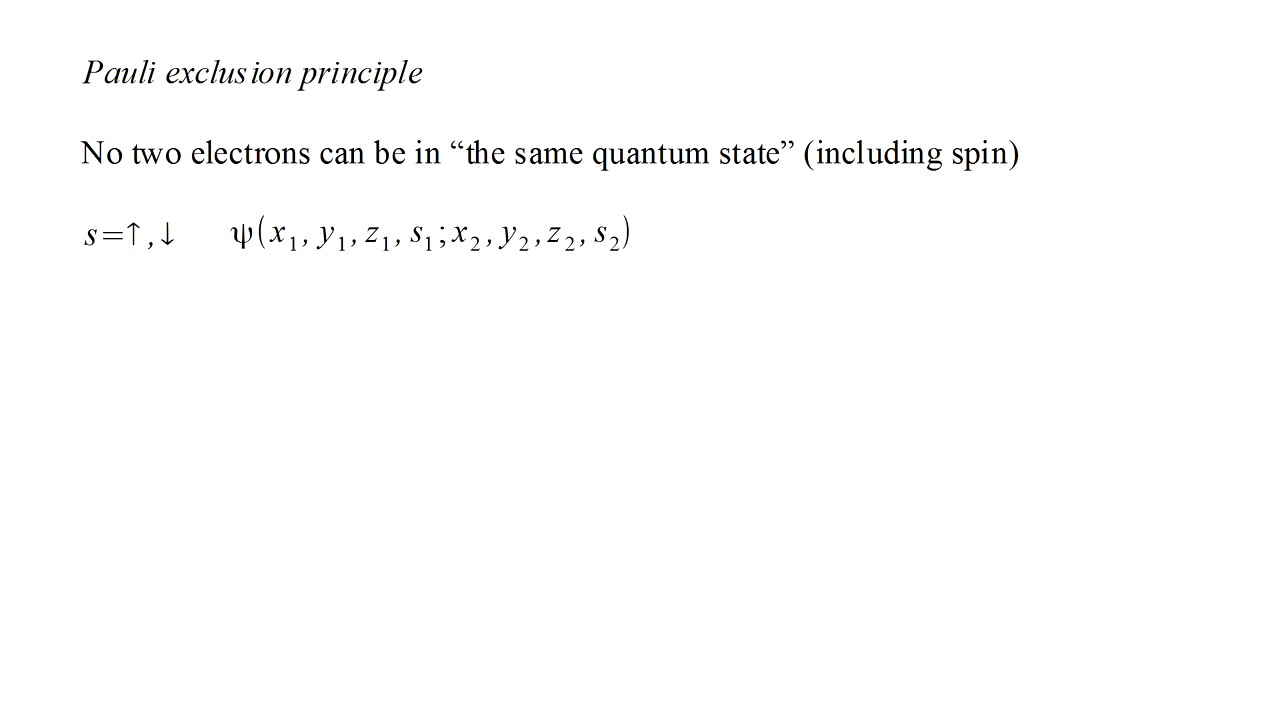 Pauli exclusion principle
No two electrons can be in “the same quantum state” (including spin)
s=↑,↓ ψ(x₁, y₁, z₁, s₁; x₂, y₂, z₂, s₂)